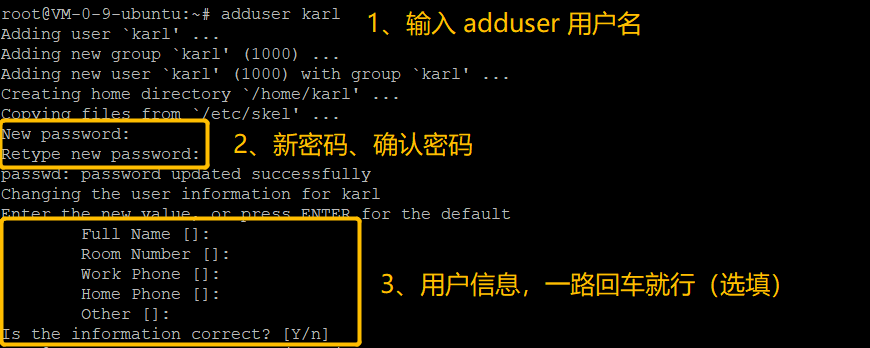 root@VM-0-9-ubuntu:~# adduser karl
1、输入 adduser 用户名
Adding user `karl' ...
Adding new group `karl' (1000) ...
Adding new user `karl' (1000) with group `karl' ...
Creating home directory `/home/karl' ...
Copying files from `/etc/skel' ...
New password:
Retype new password:
2、新密码、确认密码
passwd: password updated successfully
Changing the user information for karl
Enter the new value, or press ENTER for the default
Full Name []:
Room Number []:
Work Phone []:
Home Phone []:
Other []:
3、用户信息，一路回车就行（选填）
Is the information correct? [Y/n]